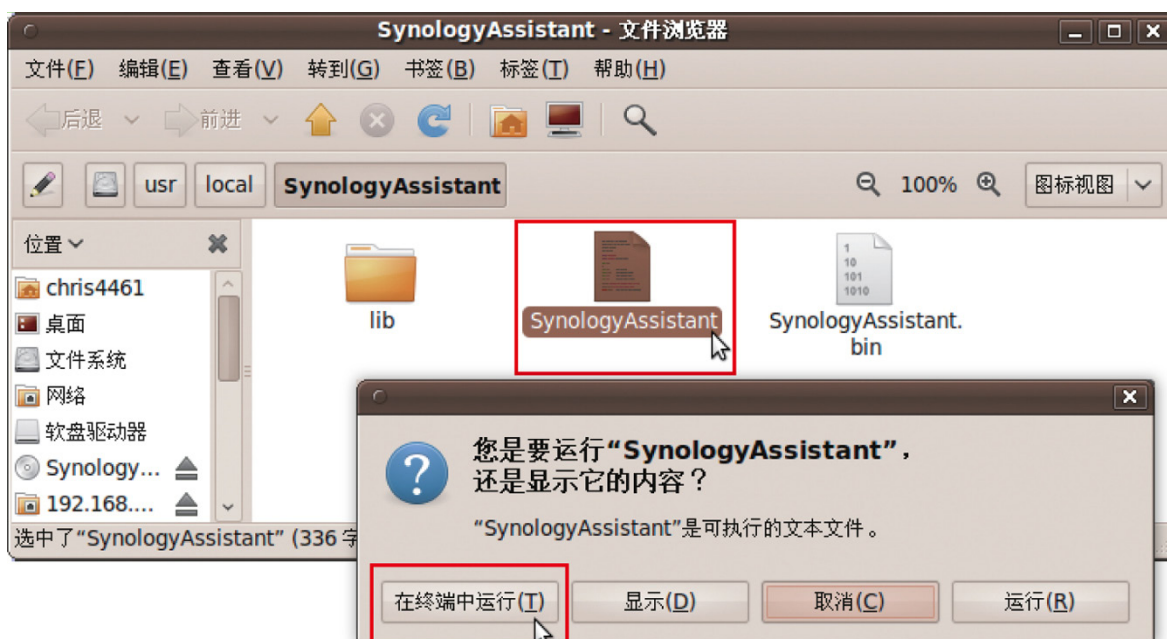 SynologyAssistant - 文件浏览器
文件(F) 编辑(E) 查看(V) 转到(G) 书签(B) 标签(T) 帮助(H)
后退 前进
usr local SynologyAssistant 100% 图标视图
位置
chris4461
桌面
文件系统
网络
软盘驱动器
Synology...
192.168....
lib
SynologyAssistant
1
10
101
1010
SynologyAssistant.
bin
选中了“SynologyAssistant” (336 字
您是要运行“SynologyAssistant”，
还是显示它的内容？
“SynologyAssistant”是可执行的文本文件。
在终端中运行(T) 显示(D) 取消(C) 运行(R)